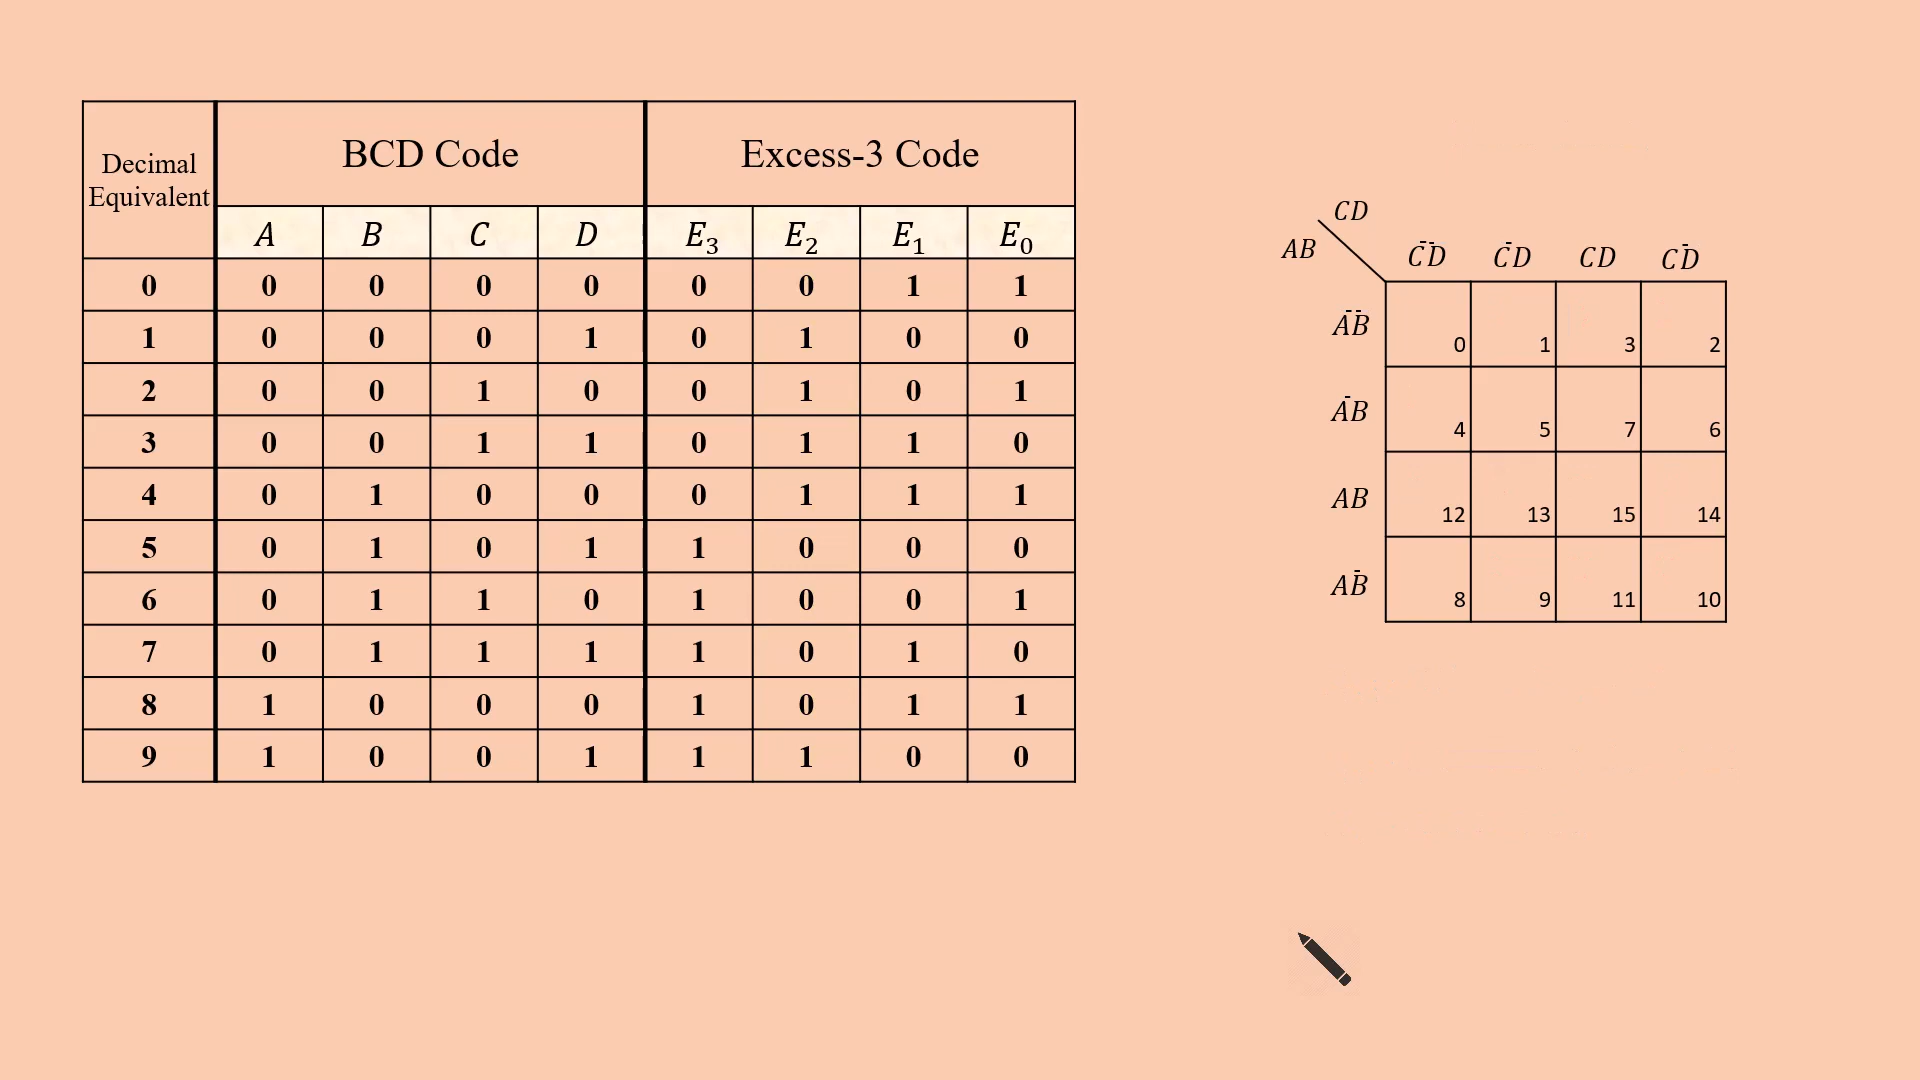 Decimal Equivalent BCD Code Excess-3 Code
A B C D E₃ E₂ E₁ E₀
0 0 0 0 0 0 0 1 1
1 0 0 0 1 0 1 0 0
2 0 0 1 0 0 1 0 1
3 0 0 1 1 0 1 1 0
4 0 1 0 0 0 1 1 1
5 0 1 0 1 1 0 0 0
6 0 1 1 0 1 0 0 1
7 0 1 1 1 1 0 1 0
8 1 0 0 0 1 0 1 1
9 1 0 0 1 1 1 0 0
CD
AB
C̄D̄ C̄D CD CD̄
ĀB̄ 0 1 3 2
ĀB 4 5 7 6
AB 12 13 15 14
AB̄ 8 9 11 10